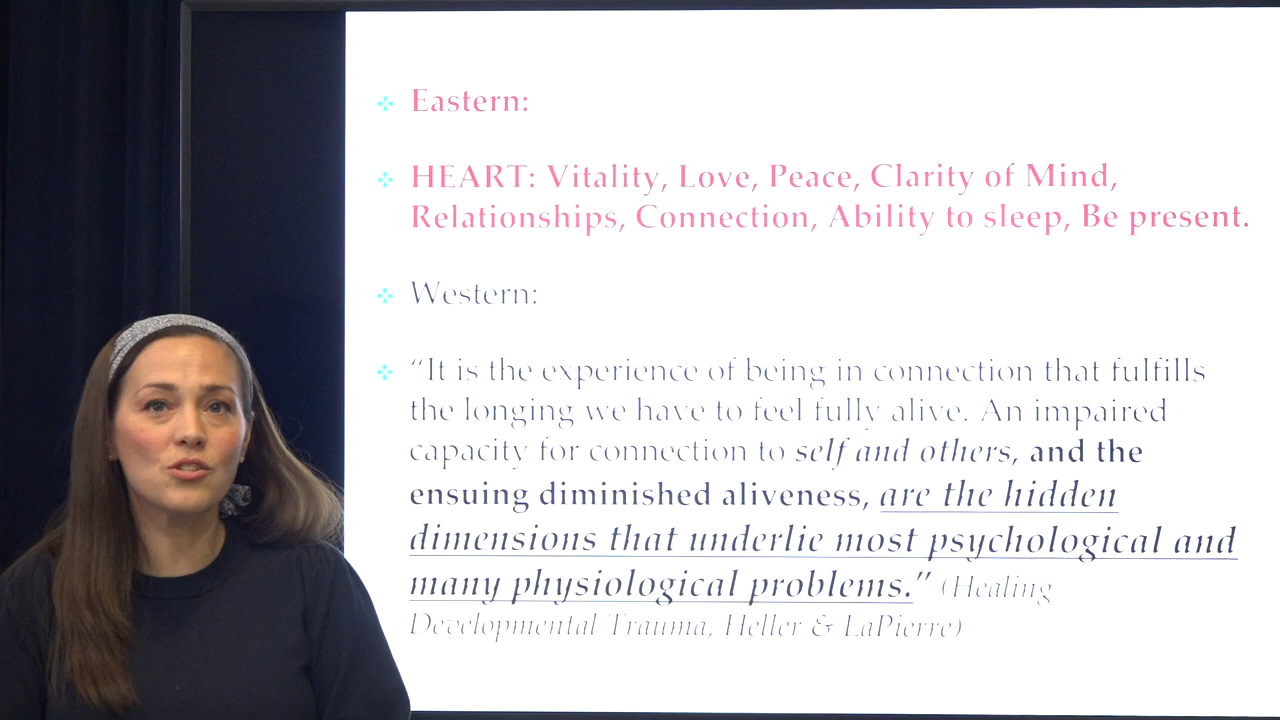 Eastern:
HEART: Vitality, Love, Peace, Clarity of Mind,
Relationships, Connection, Ability to sleep, Be present.
Western:
“It is the experience of being in connection that fulfills
the longing we have to feel fully alive. An impaired
capacity for connection to self and others, and the
ensuing diminished aliveness, are the hidden
dimensions that underlie most psychological and
many physiological problems.” (Healing
Developmental Trauma, Heller & LaPierre)